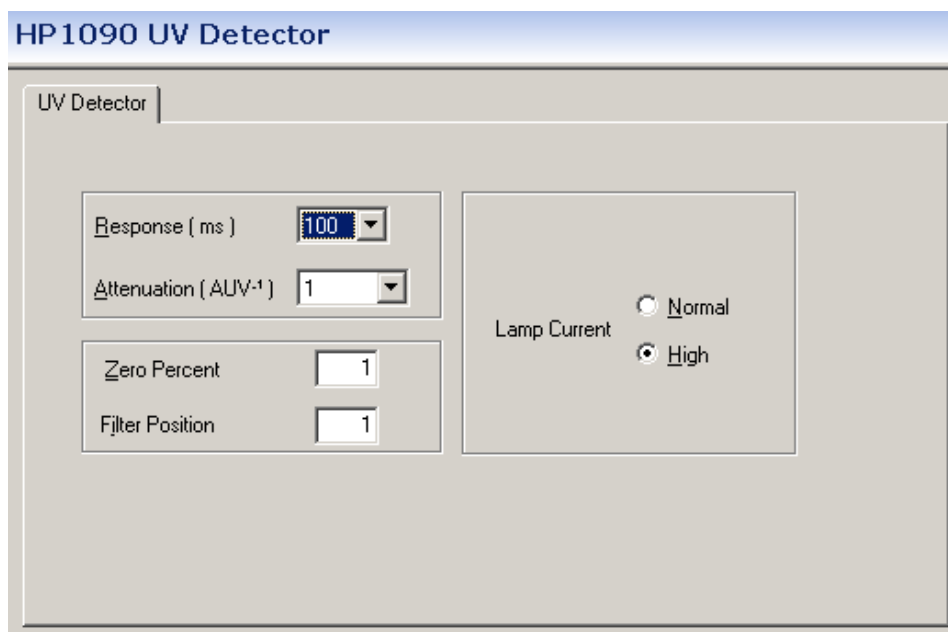 HP1090 UV Detector
UV Detector
Response ( ms ) 100
Attenuation ( AUV⁻¹ ) 1
Zero Percent 1
Filter Position 1
Lamp Current
Normal
High